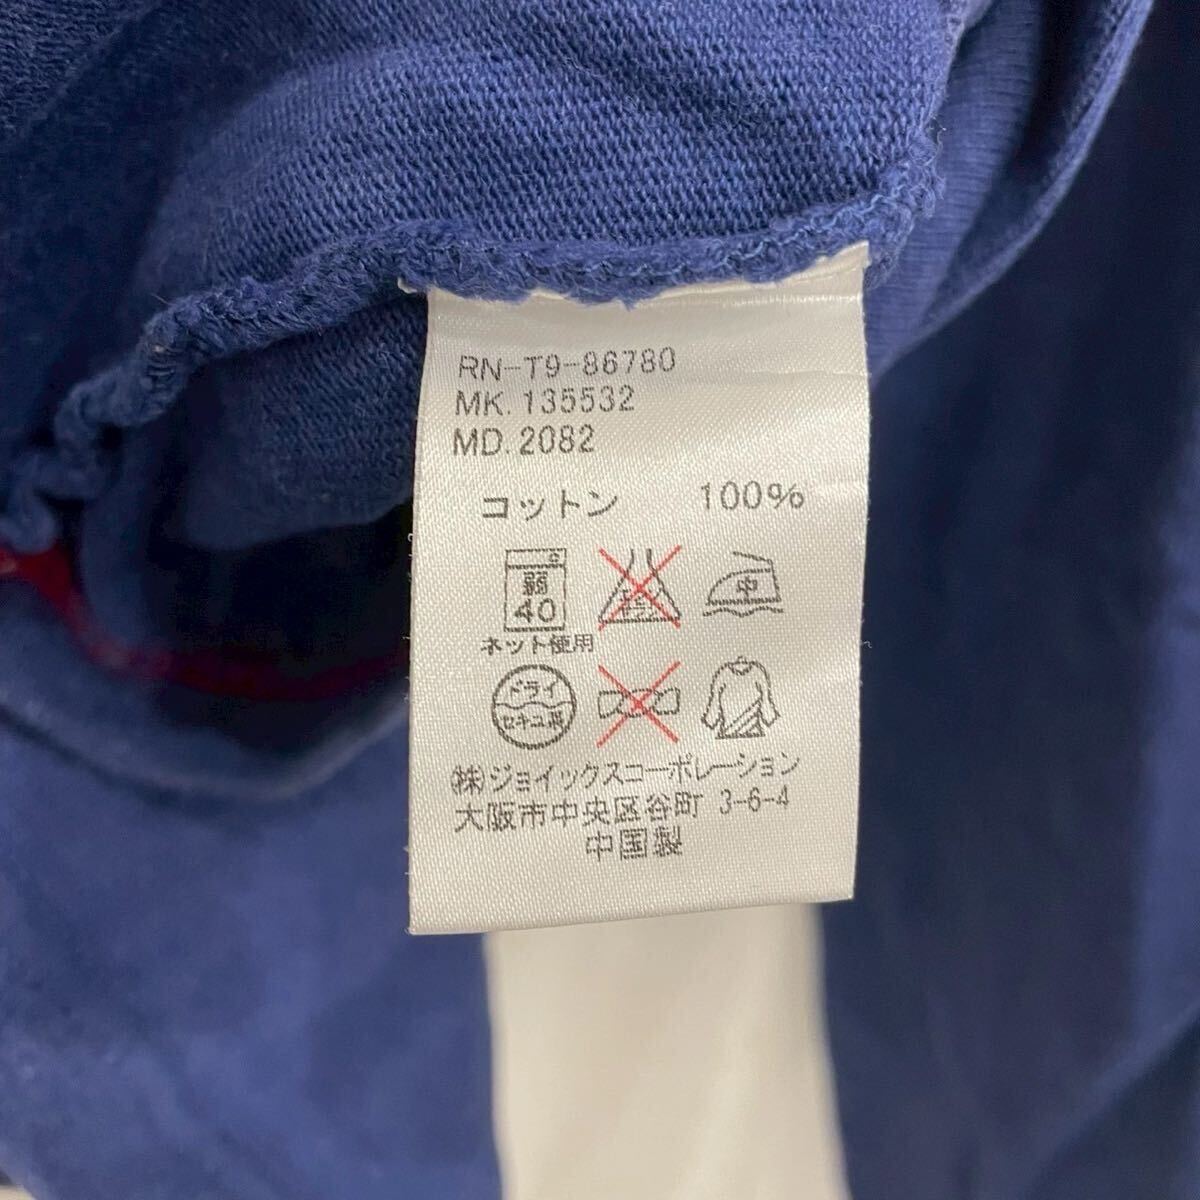 RN-T9-86780
MK. 135532
MD. 2082
コットン 100%
C
弱
40
中
ネット使用
ドライ
セキユ系
(株)ジョイックスコーポレーション
大阪市中央区谷町 3-6-4
中国製